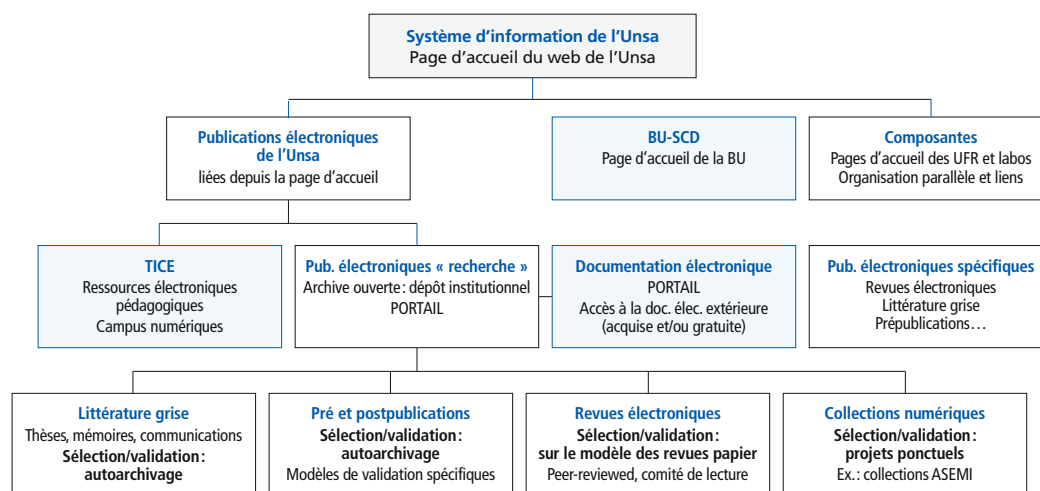 Système d'information de l'Unsa
Page d'accueil du web de l'Unsa
Publications électroniques
de l'Unsa
liées depuis la page d'accueil
BU-SCD
Page d'accueil de la BU
Composantes
Pages d'accueil des UFR et labos
Organisation parallèle et liens
TICE
Ressources électroniques
pédagogiques
Campus numériques
Pub. électroniques « recherche »
Archive ouverte : dépôt institutionnel
PORTAIL
Documentation électronique
PORTAIL
Accès à la doc. élec. extérieure
(acquise et/ou gratuite)
Pub. électroniques spécifiques
Revues électroniques
Littérature grise
Prépublications…
Littérature grise
Thèses, mémoires, communications
Sélection/validation :
autoarchivage
Pré et postpublications
Sélection/validation :
autoarchivage
Modèles de validation spécifiques
Revues électroniques
Sélection/validation :
sur le modèle des revues papier
Peer-reviewed, comité de lecture
Collections numériques
Sélection/validation :
projets ponctuels
Ex. : collections ASEMI